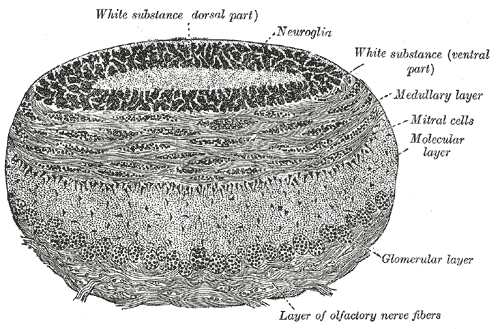 White substance dorsal part)
Neuroglia
White substance (ventral
part)
Medullary layer
Mitral cells
Molecular
layer
Glomerular layer
Layer of olfactory nerve fibers